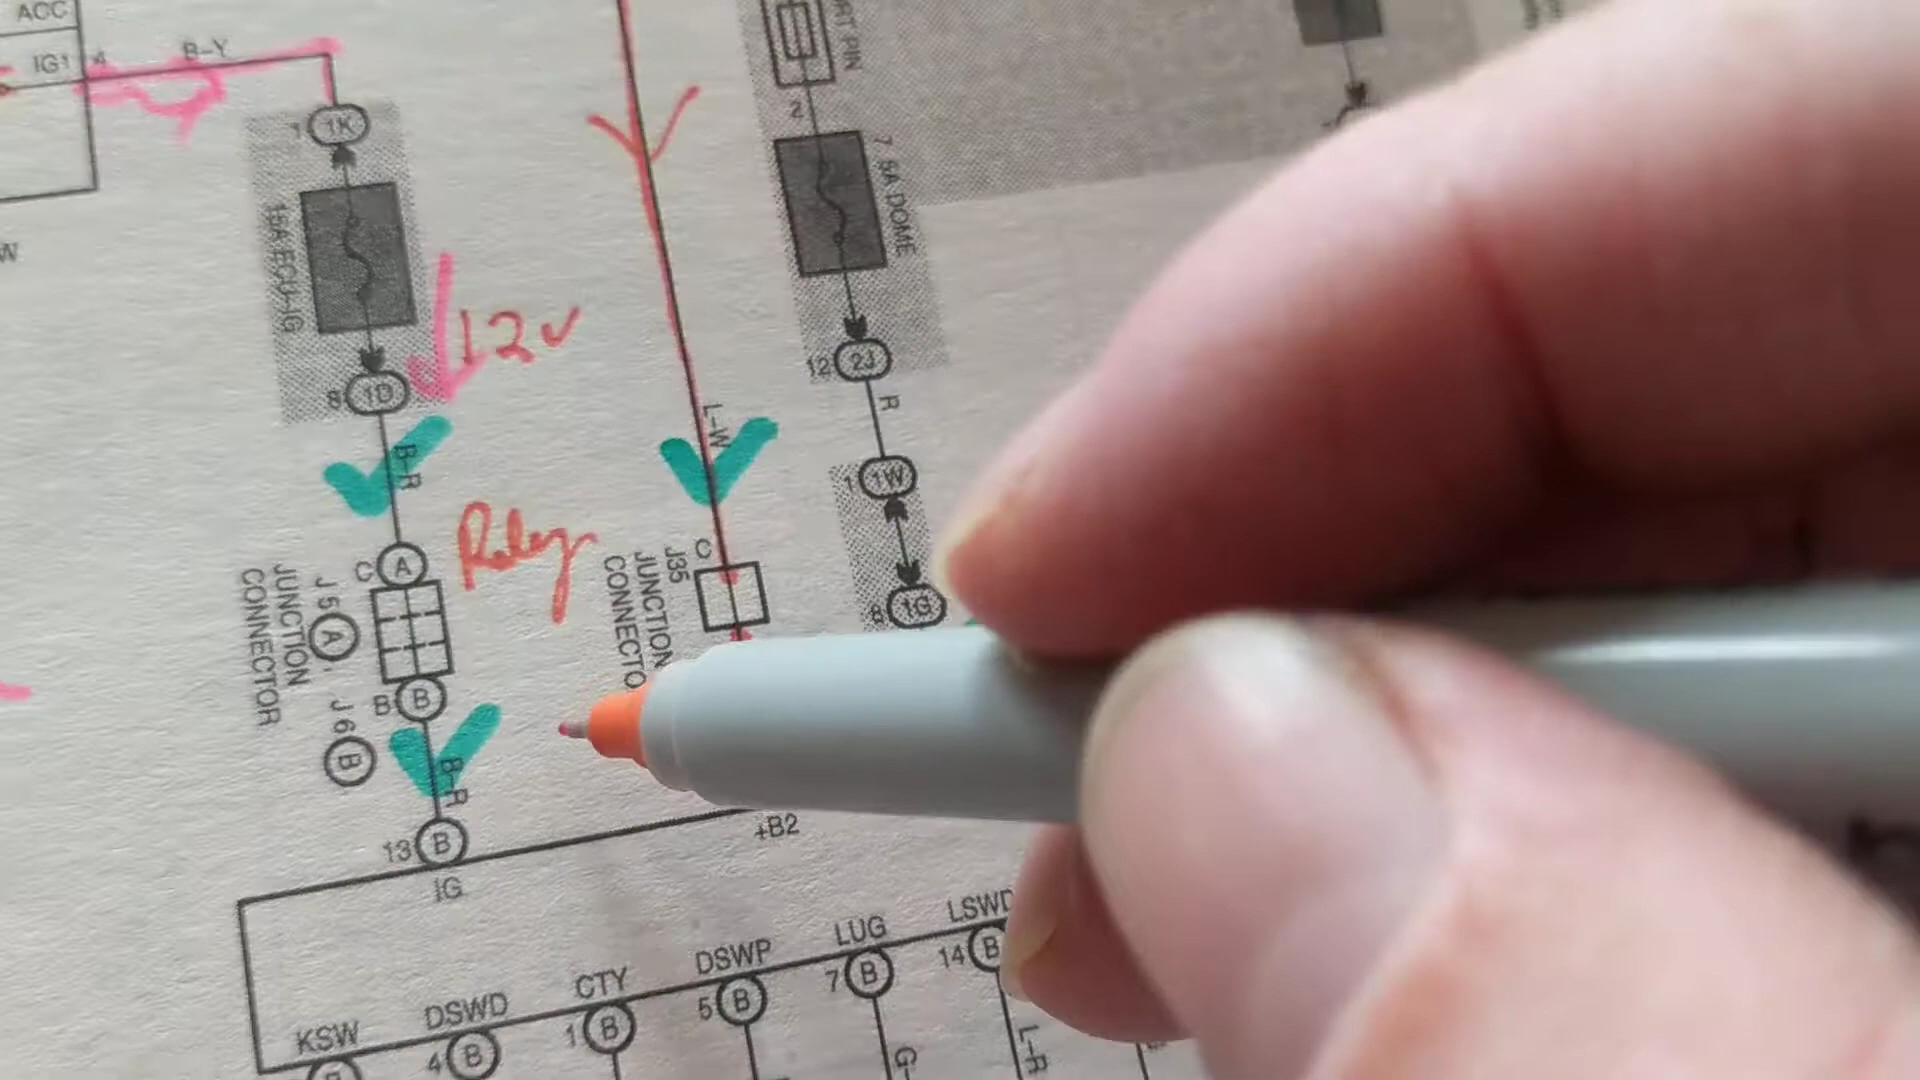 ACC
IG1 4 B-Y
RT PIN
2
1 1K
7 5A DOME
15A ECU-IG
12v
12 2J
8 1D
R
L-W
B-R
1 1W
Relay
C A
C
J35
JUNCTION
CONNECTO
8 1G
J5 A,
J6 B
JUNCTION
CONNECTOR
B B
B-R
+B2
13 B
IG
LSWD
14 B
LUG
7 B
DSWP
5 B
CTY
1 B
DSWD
4 B
KSW
L-R
G-
W